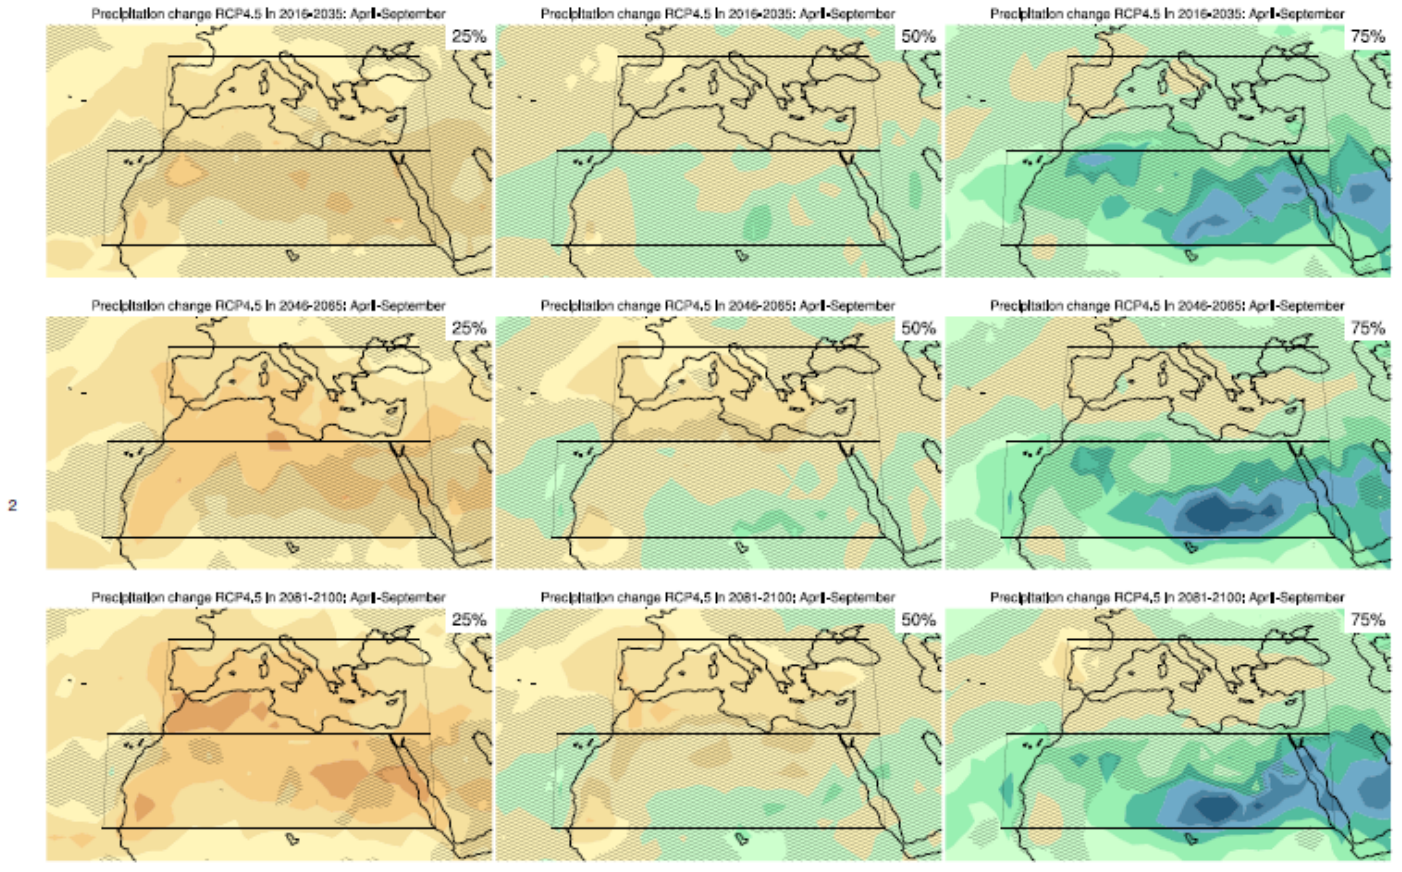 Precipitation change RCP4.5 in 2016-2035: April-September
25%
Precipitation change RCP4.5 in 2016-2035: April-September
50%
Precipitation change RCP4.5 in 2016-2035: April-September
75%
Precipitation change RCP4.5 in 2046-2065: April-September
25%
Precipitation change RCP4.5 in 2046-2065: April-September
50%
Precipitation change RCP4.5 in 2046-2065: April-September
75%
2
Precipitation change RCP4.5 in 2081-2100: April-September
25%
Precipitation change RCP4.5 in 2081-2100: April-September
50%
Precipitation change RCP4.5 in 2081-2100: April-September
75%